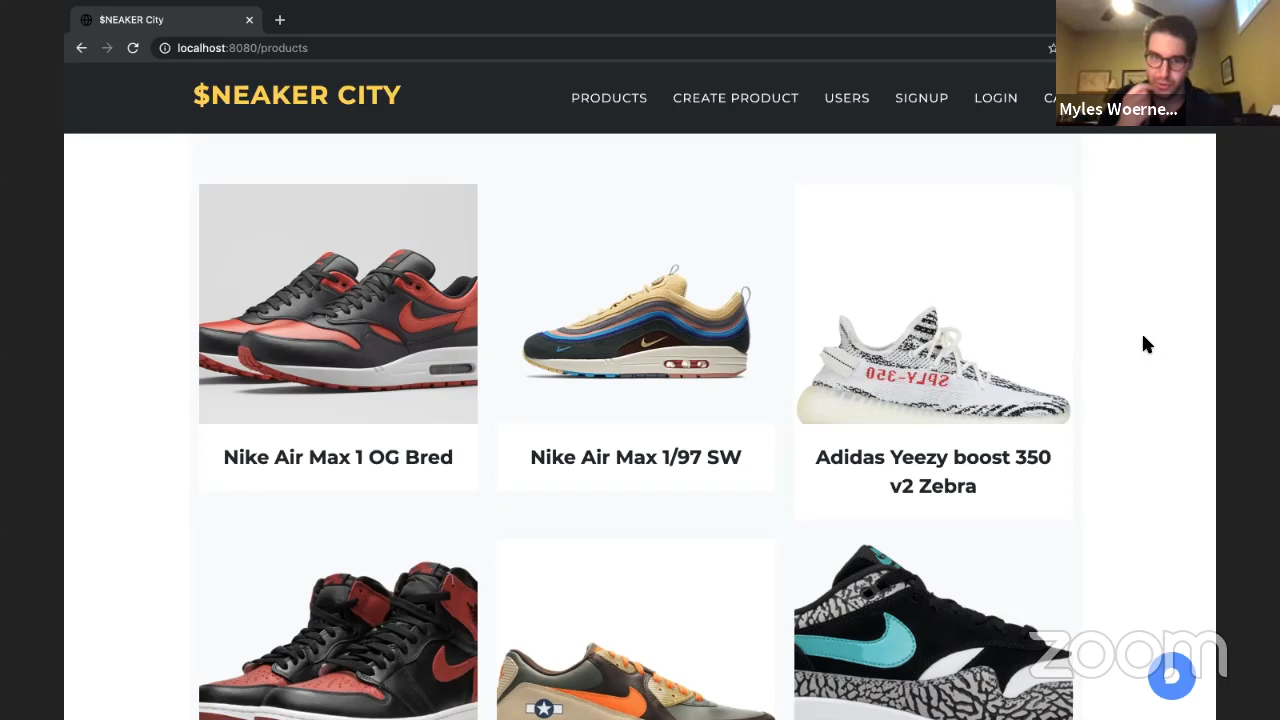 $NEAKER City
localhost:8080/products
$NEAKER CITY
PRODUCTS CREATE PRODUCT USERS SIGNUP LOGIN
Myles Woerne...
SPLY-350
Nike Air Max 1 OG Bred
Nike Air Max 1/97 SW
Adidas Yeezy boost 350
v2 Zebra
zoom